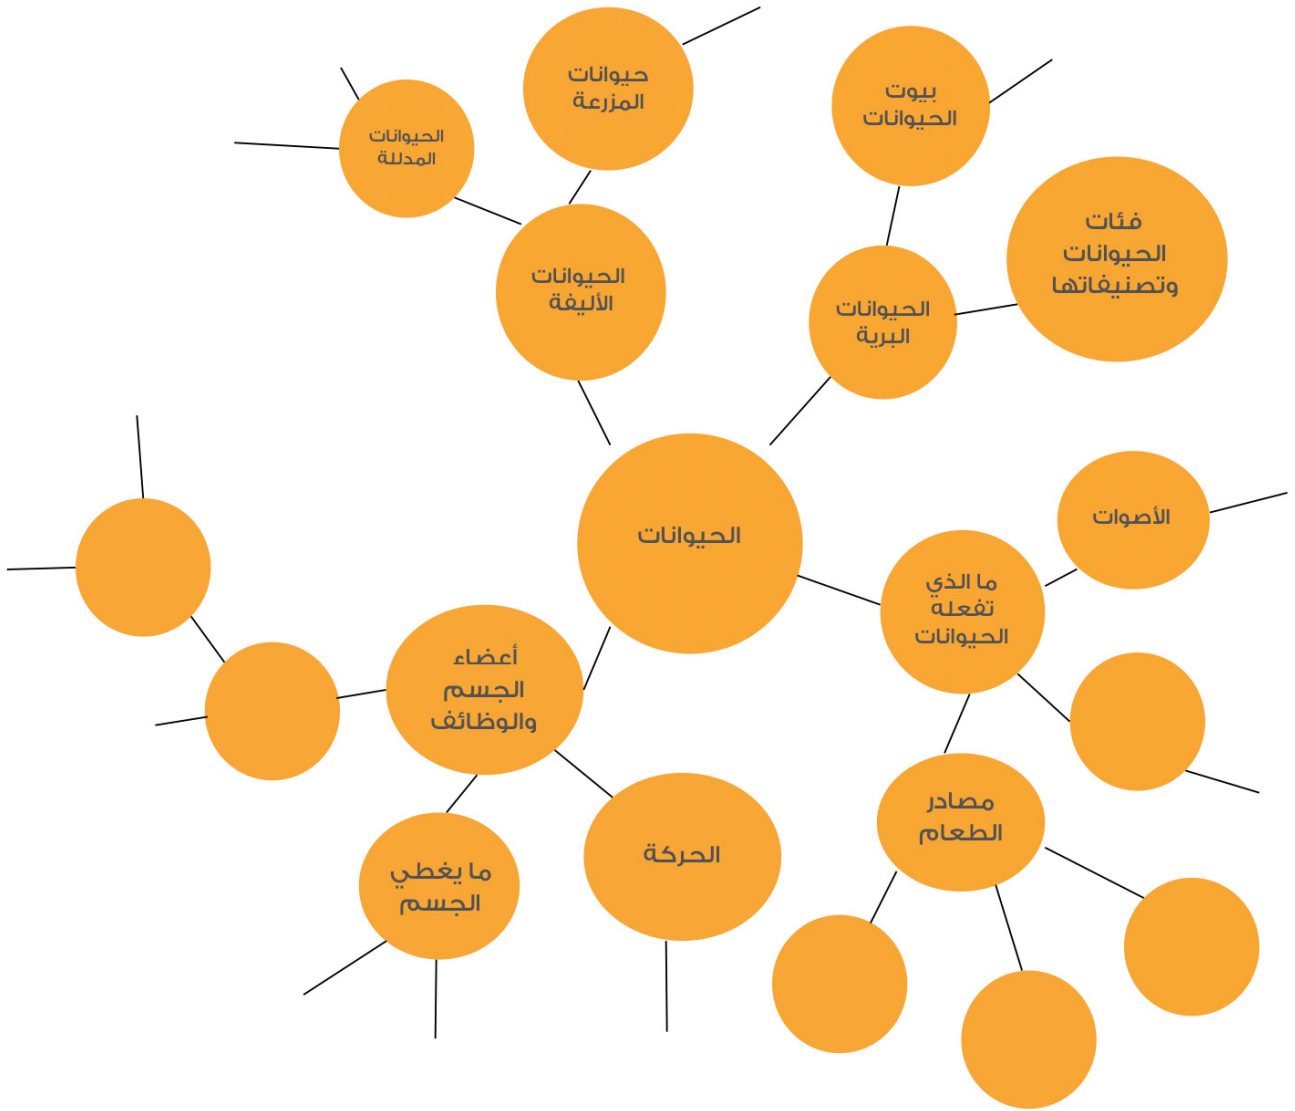 حيوانات
المزرعة
الحيوانات
المدللة
الحيوانات
الأليفة
بيوت
الحيوانات
فئات
الحيوانات
وتصنيفاتها
الحيوانات
البرية
الحيوانات
الأصوات
ما الذي
تفعله
الحيوانات
مصادر
الطعام
أعضاء
الجسم
والوظائف
الحركة
ما يغطي
الجسم